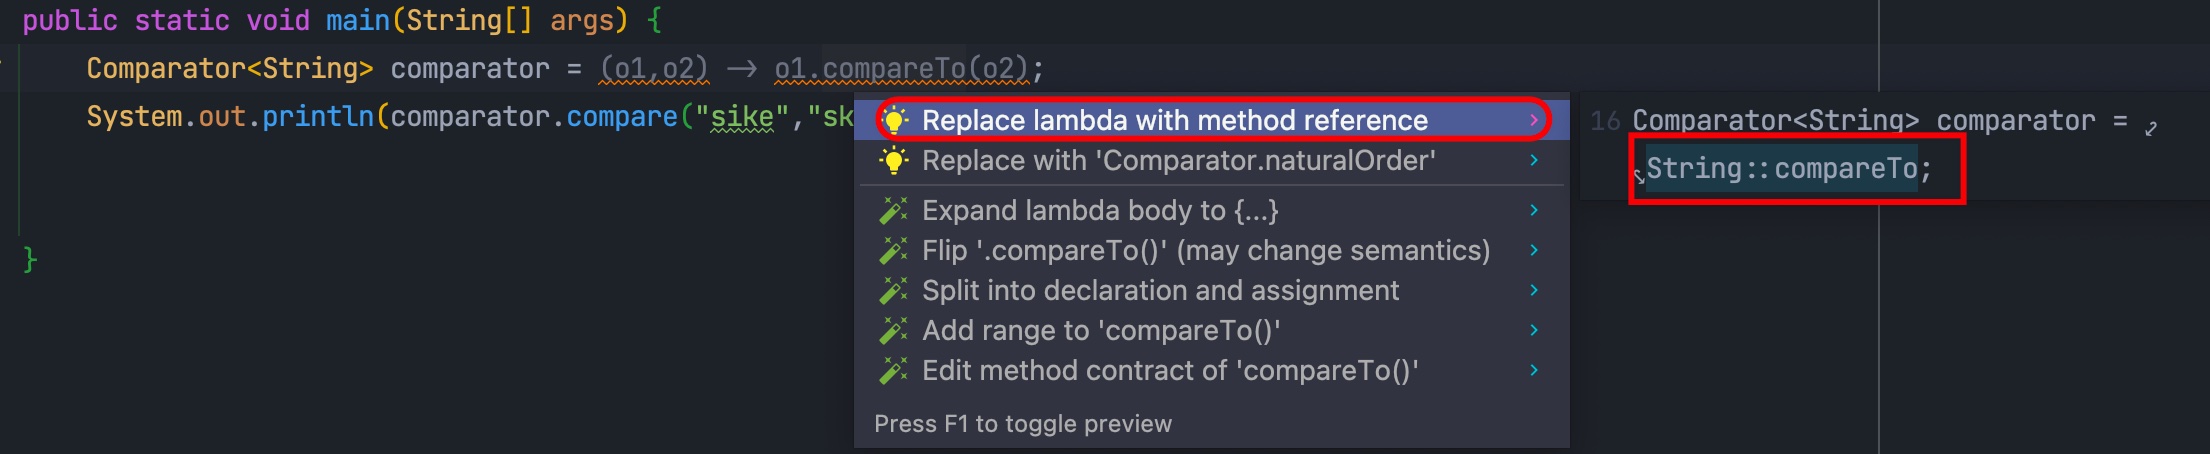 public static void main(String[] args) {
Comparator<String> comparator = (o1,o2) -> o1.compareTo(o2);
System.out.println(comparator.compare("sike","sk
Replace lambda with method reference
Replace with 'Comparator.naturalOrder'
Expand lambda body to {...}
Flip '.compareTo()' (may change semantics)
Split into declaration and assignment
Add range to 'compareTo()'
Edit method contract of 'compareTo()'
Press F1 to toggle preview
16 Comparator<String> comparator =
String::compareTo;
}